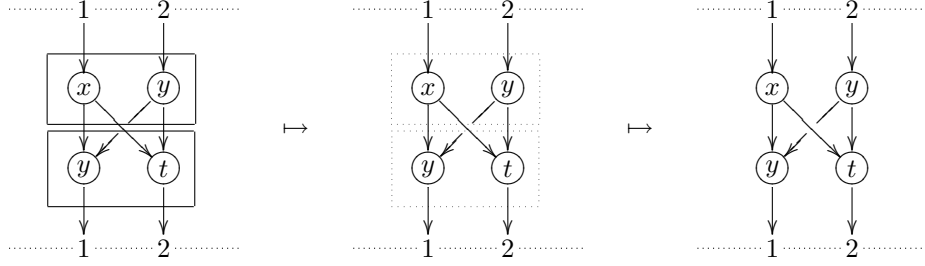 1 2 1 2 1 2
x y x y x y
↦ ↦
y t y t y t
1 2 1 2 1 2